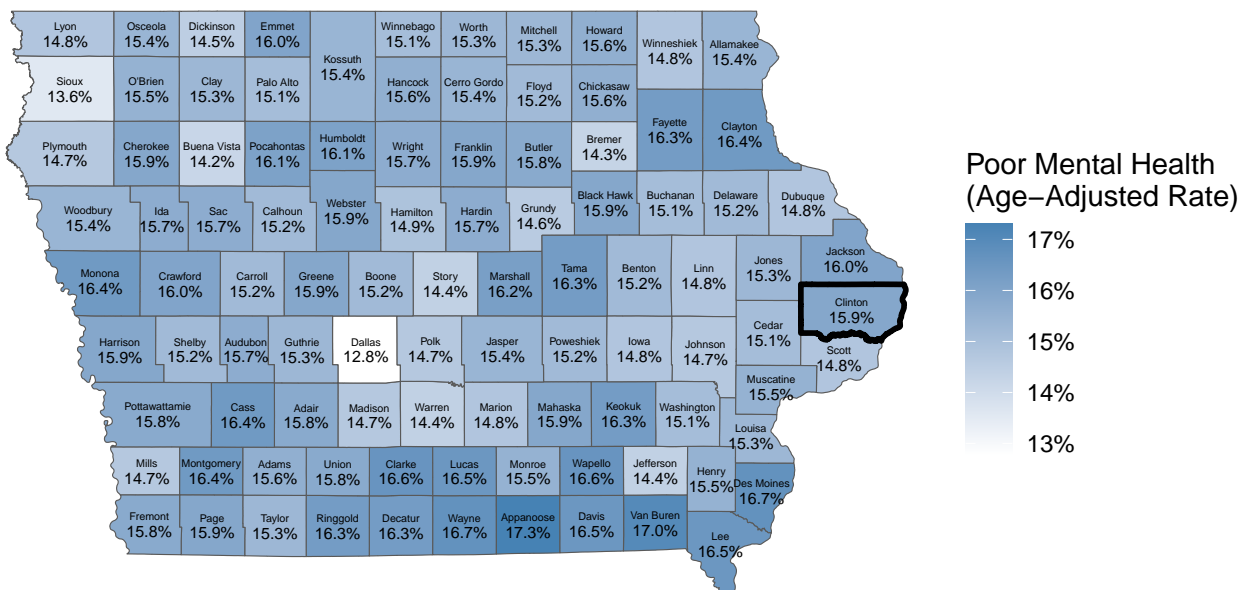 Lyon
14.8%
Osceola
15.4%
Dickinson
14.5%
Emmet
16.0%
Kossuth
15.4%
Winnebago
15.1%
Worth
15.3%
Mitchell
15.3%
Howard
15.6%
Winneshiek
14.8%
Allamakee
15.4%
Sioux
13.6%
O'Brien
15.5%
Clay
15.3%
Palo Alto
15.1%
Hancock
15.6%
Cerro Gordo
15.4%
Floyd
15.2%
Chickasaw
15.6%
Fayette
16.3%
Clayton
16.4%
Plymouth
14.7%
Cherokee
15.9%
Buena Vista
14.2%
Pocahontas
16.1%
Humboldt
16.1%
Wright
15.7%
Franklin
15.9%
Butler
15.8%
Bremer
14.3%
Woodbury
15.4%
Ida
15.7%
Sac
15.7%
Calhoun
15.2%
Webster
15.9%
Hamilton
14.9%
Hardin
15.7%
Grundy
14.6%
Black Hawk
15.9%
Buchanan
15.1%
Delaware
15.2%
Dubuque
14.8%
Monona
16.4%
Crawford
16.0%
Carroll
15.2%
Greene
15.9%
Boone
15.2%
Story
14.4%
Marshall
16.2%
Tama
16.3%
Benton
15.2%
Linn
14.8%
Jones
15.3%
Jackson
16.0%
Clinton
15.9%
Harrison
15.9%
Shelby
15.2%
Audubon
15.7%
Guthrie
15.3%
Dallas
12.8%
Polk
14.7%
Jasper
15.4%
Poweshiek
15.2%
Iowa
14.8%
Johnson
14.7%
Cedar
15.1%
Scott
14.8%
Muscatine
15.5%
Pottawattamie
15.8%
Cass
16.4%
Adair
15.8%
Madison
14.7%
Warren
14.4%
Marion
14.8%
Mahaska
15.9%
Keokuk
16.3%
Washington
15.1%
Louisa
15.3%
Mills
14.7%
Montgomery
16.4%
Adams
15.6%
Union
15.8%
Clarke
16.6%
Lucas
16.5%
Monroe
15.5%
Wapello
16.6%
Jefferson
14.4%
Henry
15.5%
Des Moines
16.7%
Fremont
15.8%
Page
15.9%
Taylor
15.3%
Ringgold
16.3%
Decatur
16.3%
Wayne
16.7%
Appanoose
17.3%
Davis
16.5%
Van Buren
17.0%
Lee
16.5%
Poor Mental Health
(Age−Adjusted Rate)
17%
16%
15%
14%
13%